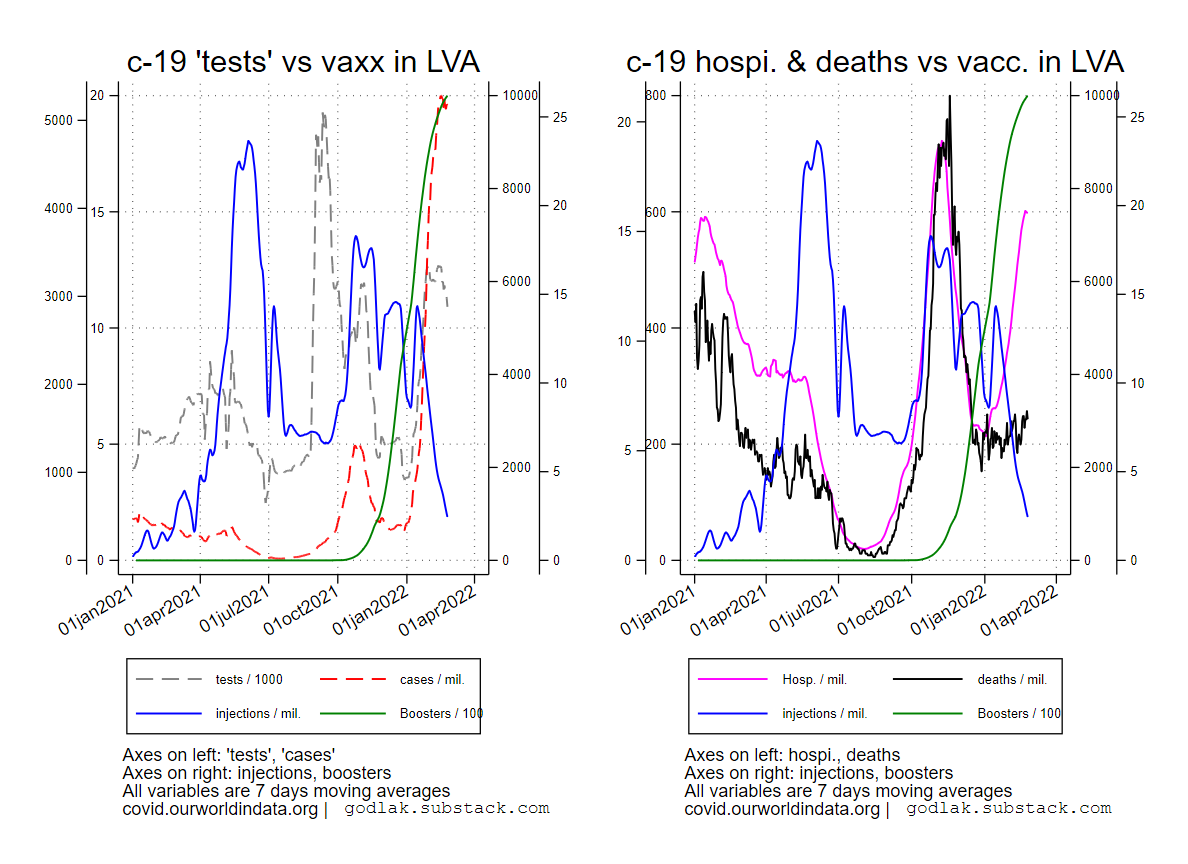 c-19 'tests' vs vaxx in LVA
5000
4000
3000
2000
1000
0
20
15
10
5
0
10000
8000
6000
4000
2000
0
25
20
15
10
5
0
01jan2021
01apr2021
01jul2021
01oct2021
01jan2022
01apr2022
tests / 1000
cases / mil.
injections / mil.
Boosters / 100
Axes on left: 'tests', 'cases'
Axes on right: injections, boosters
All variables are 7 days moving averages
covid.ourworldindata.org | godlak.substack.com
c-19 hospi. & deaths vs vacc. in LVA
20
15
10
5
0
800
600
400
200
0
10000
8000
6000
4000
2000
0
25
20
15
10
5
0
01jan2021
01apr2021
01jul2021
01oct2021
01jan2022
01apr2022
Hosp. / mil.
deaths / mil.
injections / mil.
Boosters / 100
Axes on left: hospi., deaths
Axes on right: injections, boosters
All variables are 7 days moving averages
covid.ourworldindata.org | godlak.substack.com